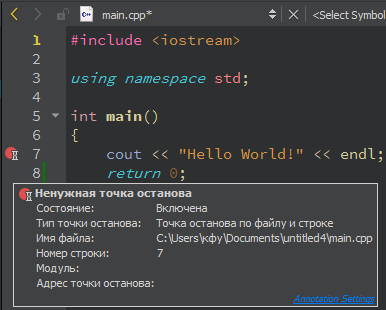 main.cpp* <Select Symbol
1 #include <iostream>
2
3 using namespace std;
4
5 int main()
6 {
7 cout << "Hello World!" << endl;
8 return 0;
Ненужная точка останова
Состояние: Включена
Тип точки останова: Точка останова по файлу и строке
Имя файла: C:\Users\кфу\Documents\untitled4\main.cpp
Номер строки: 7
Модуль:
Адрес точки останова:
Annotation Settings